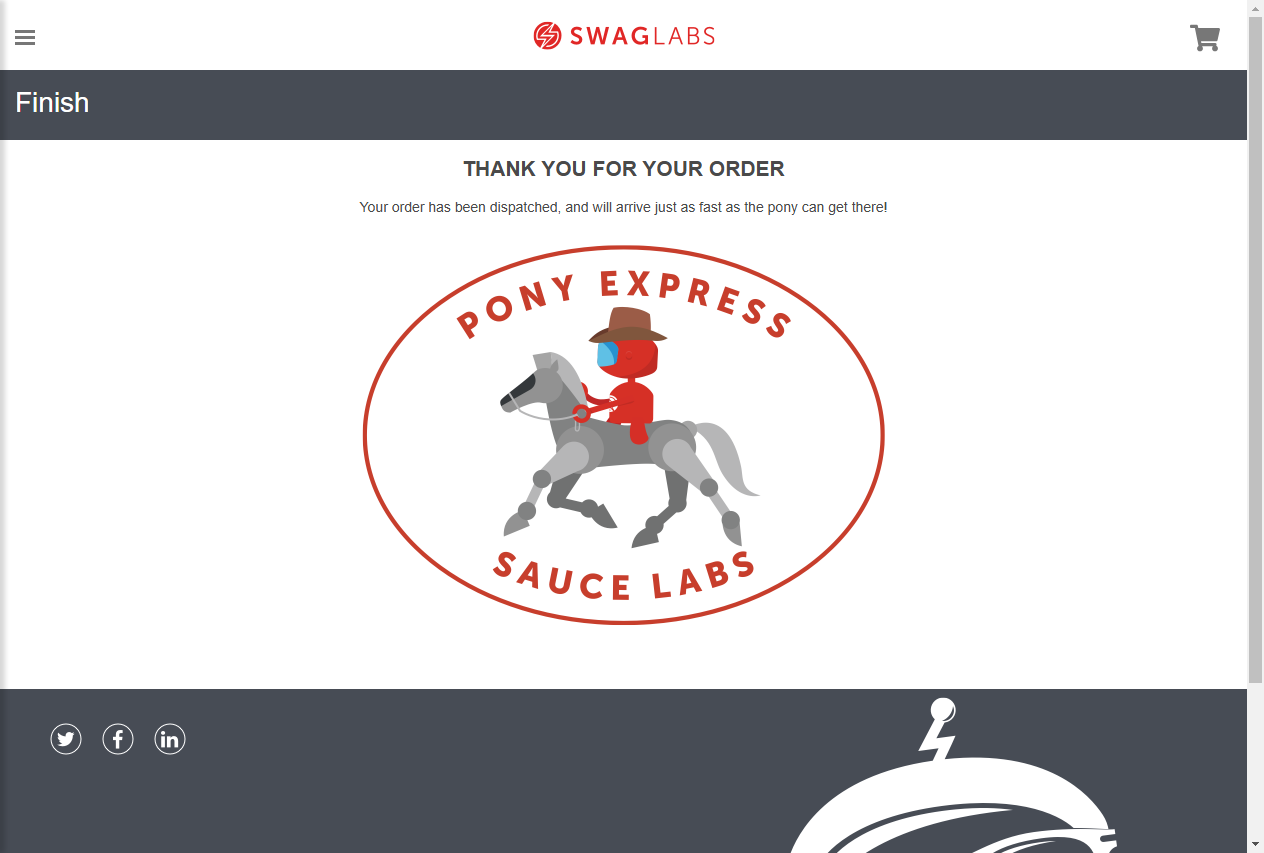 SWAGLABS
Finish
THANK YOU FOR YOUR ORDER
Your order has been dispatched, and will arrive just as fast as the pony can get there!
PONY EXPRESS
SAUCE LABS